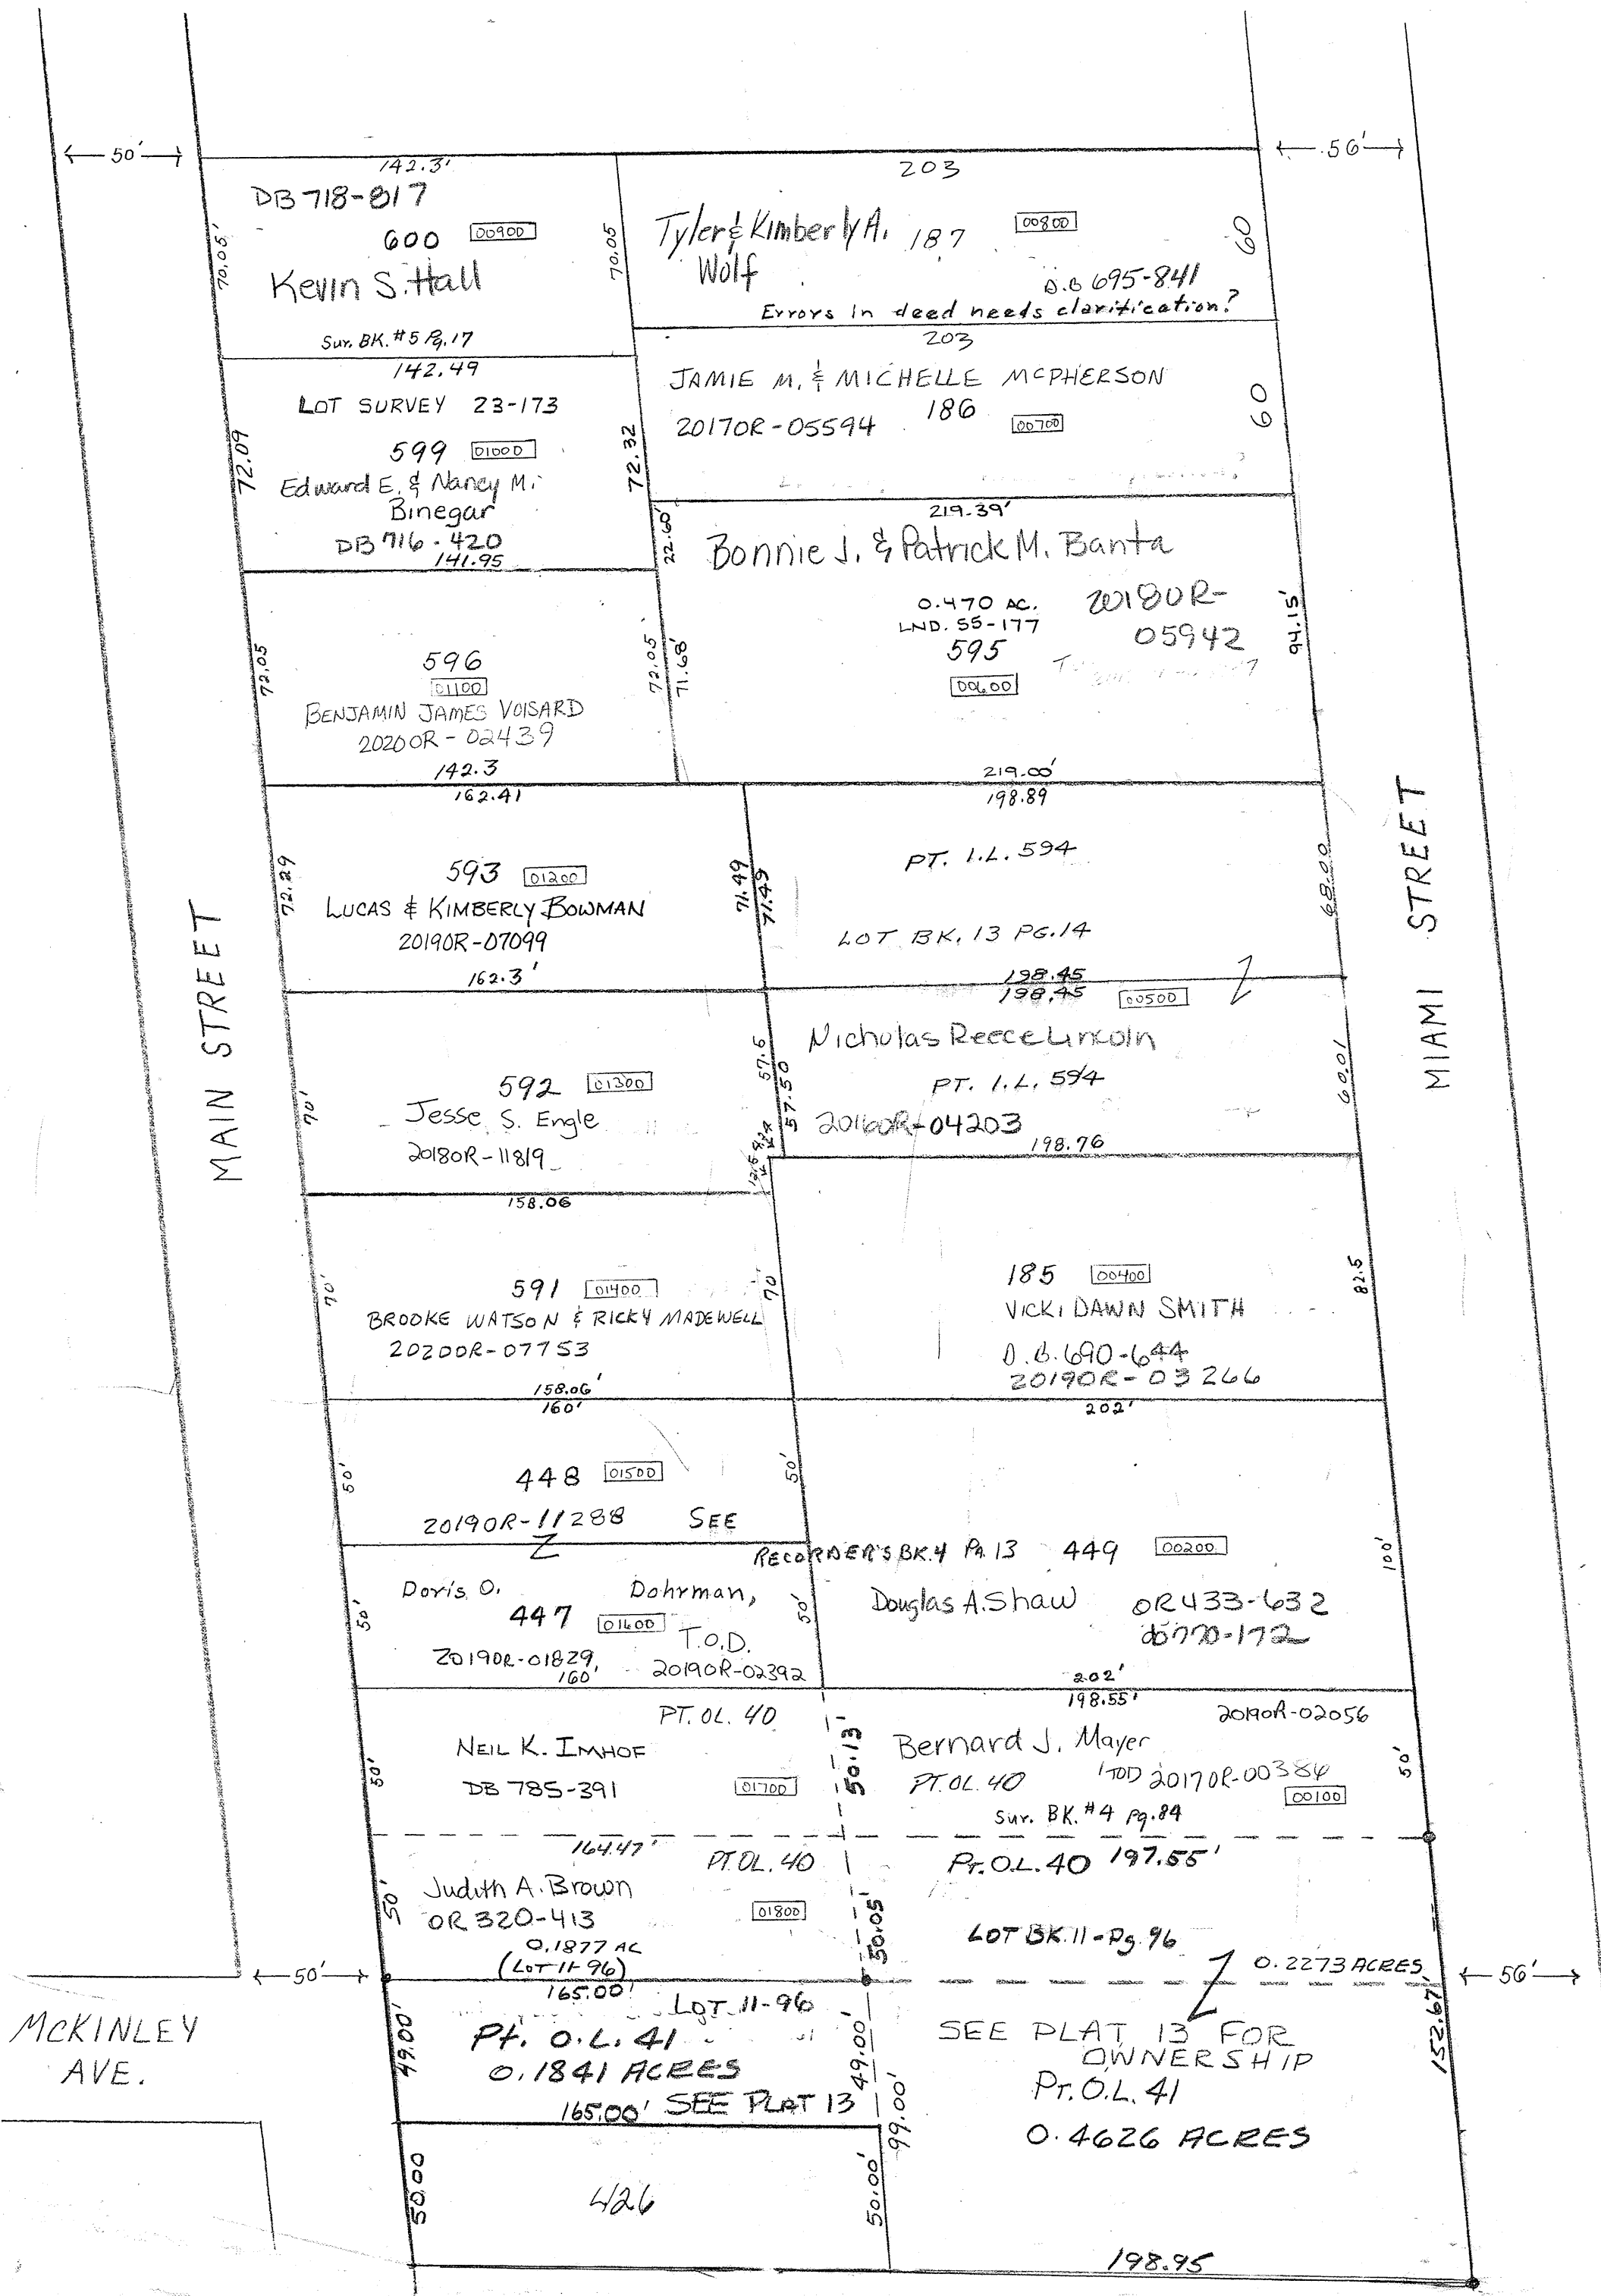 50'
56'
142.3'
DB 718-817
600 00900
Kevin S. Hall
70.05'
70.05
Sur. BK. #5 Pg. 17
203
Tyler & Kimberly A. 187 00800
Wolf
D.B 695-841
Errors in deed needs clarification?
60
142.49
LOT SURVEY 23-173
599 01000
Edward E. & Nancy M.
Binegar
DB 716-420
141.95
72.09
72.32
203
JAMIE M. & MICHELLE MCPHERSON
20170R-05594 186 00700
60
22.60
219.39'
Bonnie J. & Patrick M. Banta
0.470 AC. 20180R-
LND. 55-177 05942
595
00600
94.15'
219.00'
72.05
596
01100
BENJAMIN JAMES VOISARD
20200R-02439
142.3
72.05
71.68'
162.41
593 01200
LUCAS & KIMBERLY BOWMAN
20190R-07099
162.3'
72.29
71.49
71.49
198.89
PT. I.L. 594
LOT BK. 13 PG. 14
198.45
68.00
198.45 00500
Nicholas Reece Lincoln
PT. I.L. 594
20160R-04203
198.76
60.01
MAIN STREET
MIAMI STREET
592 01300
Jesse S. Engle
20180R-11819
158.06
70'
57.6
57.50
591 01400
BROOKE WATSON & RICKY MADEWELL
20200R-07753
158.06'
70'
70'
185 00400
VICKI DAWN SMITH
D.B. 690-644
20190R-03266
82.5
160'
448 01500
20190R-11288 SEE
50'
50'
202'
RECORDER'S BK. 4 PG. 13 449 00200
Douglas A. Shaw OR 433-632
202'
100'
Doris O. Dohrman,
447 01600 T.O.D.
20190R-01829, 20190R-02392
160'
50'
50'
PT. OL. 40
NEIL K. IMHOF
DB 785-391 01700
50'
50.13'
198.55' 20190R-02056
Bernard J. Mayer
PT. OL. 40 TOD 20170R-00384
00100
Sur. BK. #4 pg. 84
50'
164.47' PT. OL. 40
Judith A. Brown
OR 320-413 01800
0.1877 AC
(LOT 11-96)
50'
50.05'
PT. O.L. 40 197.55'
LOT BK. 11-Pg. 96
0.2273 ACRES
50'
56'
165.00' LOT 11-96
Pt. O.L. 41
0.1841 ACRES
165.00' SEE PLAT 13
49.00'
49.00'
99.00'
SEE PLAT 13 FOR
OWNERSHIP
PT. O.L. 41
0.4626 ACRES
152.67'
MCKINLEY
AVE.
50.00
426
50.00'
198.95